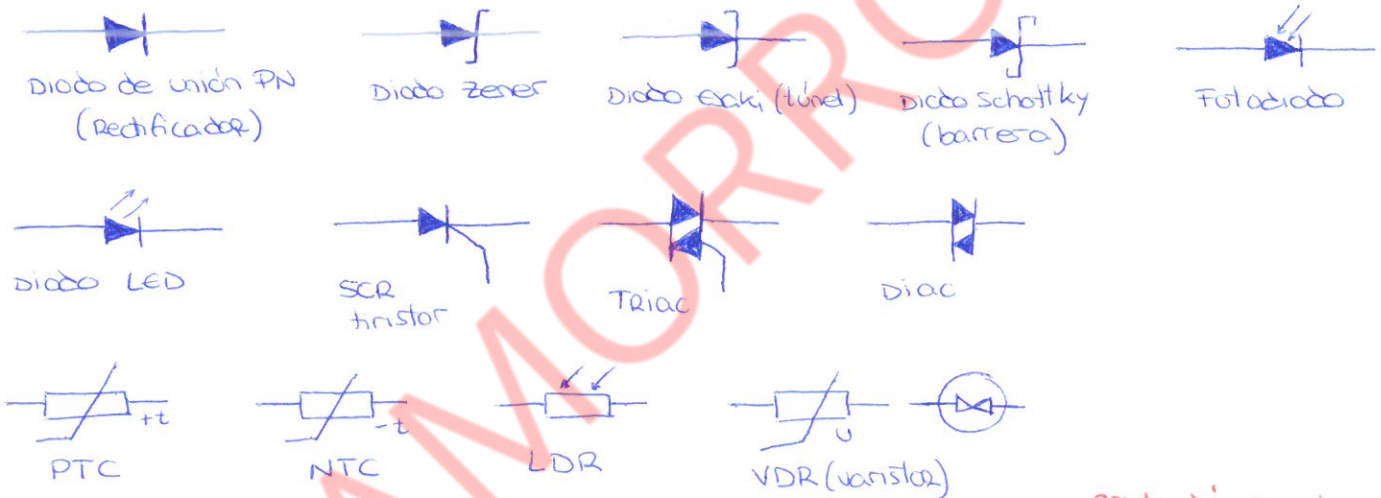 Diodo de unión PN
(Rectificador)
Diodo Zener
Diodo Esaki (túnel)
Diodo Schottky
(barrera)
Fotodiodo
Diodo LED
SCR
tiristor
TRiac
Diac
+t
PTC
-t
NTC
LDR
U
VDR (varistor)